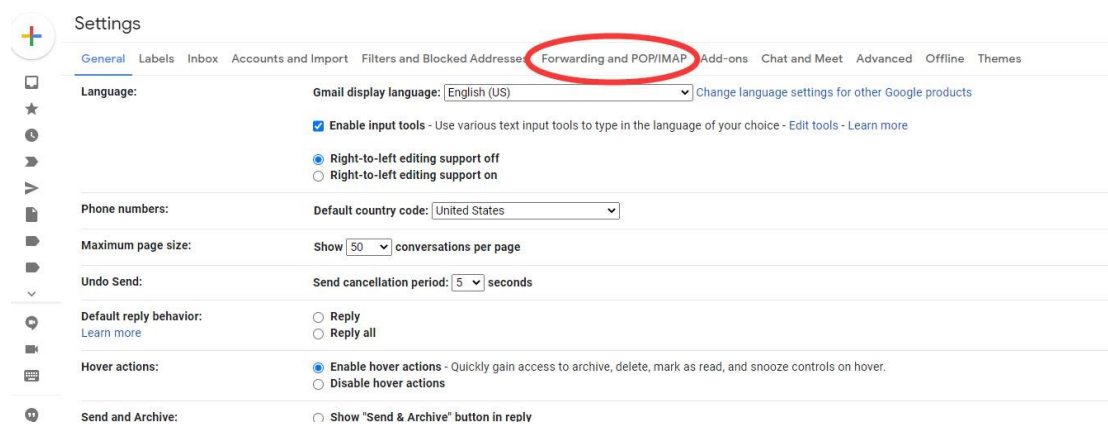 Settings
General Labels Inbox Accounts and Import Filters and Blocked Addresses Forwarding and POP/IMAP Add-ons Chat and Meet Advanced Offline Themes
Language:
Gmail display language: English (US) Change language settings for other Google products
Enable input tools - Use various text input tools to type in the language of your choice - Edit tools - Learn more
Right-to-left editing support off
Right-to-left editing support on
Phone numbers:
Default country code: United States
Maximum page size:
Show 50 conversations per page
Undo Send:
Send cancellation period: 5 seconds
Default reply behavior:
Learn more
Reply
Reply all
Hover actions:
Enable hover actions - Quickly gain access to archive, delete, mark as read, and snooze controls on hover.
Disable hover actions
Send and Archive:
Show "Send & Archive" button in reply